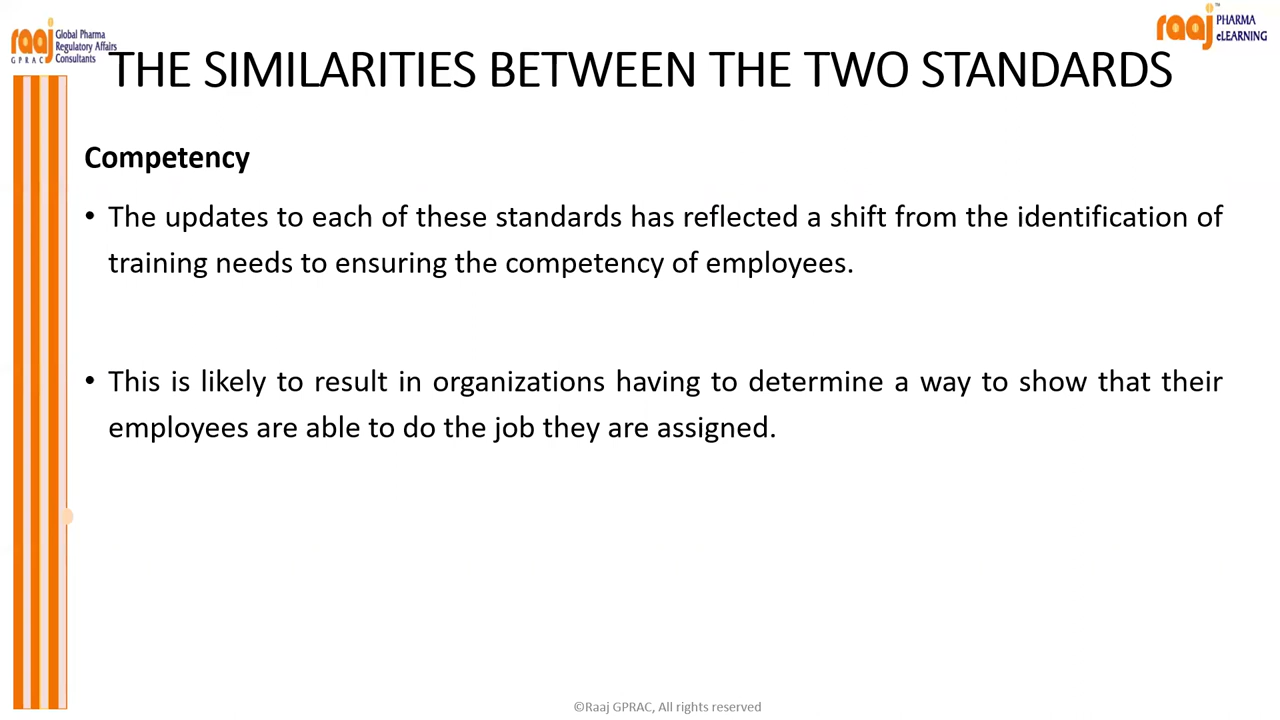 raaj Global Pharma
Regulatory Affairs
GPRAC Consultants
raaj PHARMA
eLEARNING
™
THE SIMILARITIES BETWEEN THE TWO STANDARDS
Competency
• The updates to each of these standards has reflected a shift from the identification of
training needs to ensuring the competency of employees.
• This is likely to result in organizations having to determine a way to show that their
employees are able to do the job they are assigned.
©Raaj GPRAC, All rights reserved